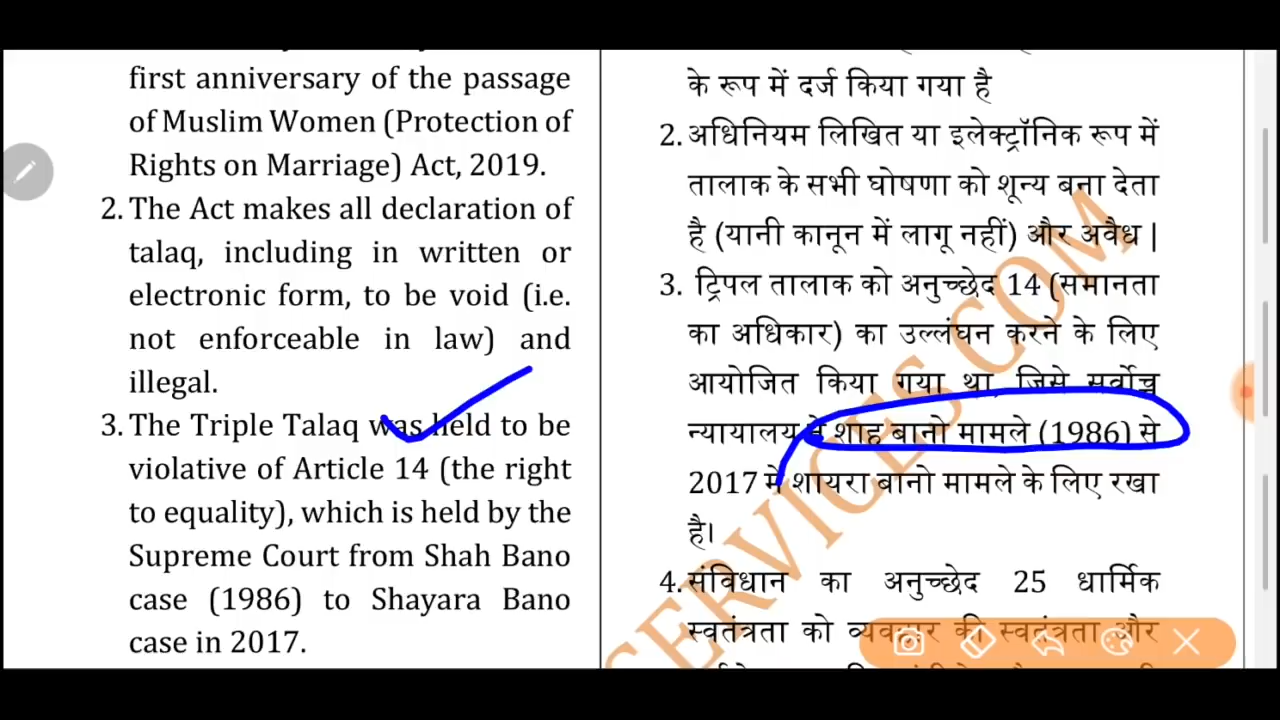 first anniversary of the passage
of Muslim Women (Protection of
Rights on Marriage) Act, 2019.
2. The Act makes all declaration of
talaq, including in written or
electronic form, to be void (i.e.
not enforceable in law) and
illegal.
3. The Triple Talaq was held to be
violative of Article 14 (the right
to equality), which is held by the
Supreme Court from Shah Bano
case (1986) to Shayara Bano
case in 2017.
के रूप में दर्ज किया गया है
2. अधिनियम लिखित या इलेक्ट्रॉनिक रूप में
तालाक के सभी घोषणा को शून्य बना देता
है (यानी कानून में लागू नहीं) और अवैध |
3. ट्रिपल तालाक को अनुच्छेद 14 (समानता
का अधिकार) का उल्लंघन करने के लिए
आयोजित किया गया था, जिसे सर्वोच्च
न्यायालय ने शाह बानो मामले (1986) से
2017 में शायरा बानो मामले के लिए रखा
है।
4. संविधान का अनुच्छेद 25 धार्मिक
स्वतंत्रता को व्यवहार की स्वतंत्रता और
SERVICES.COM